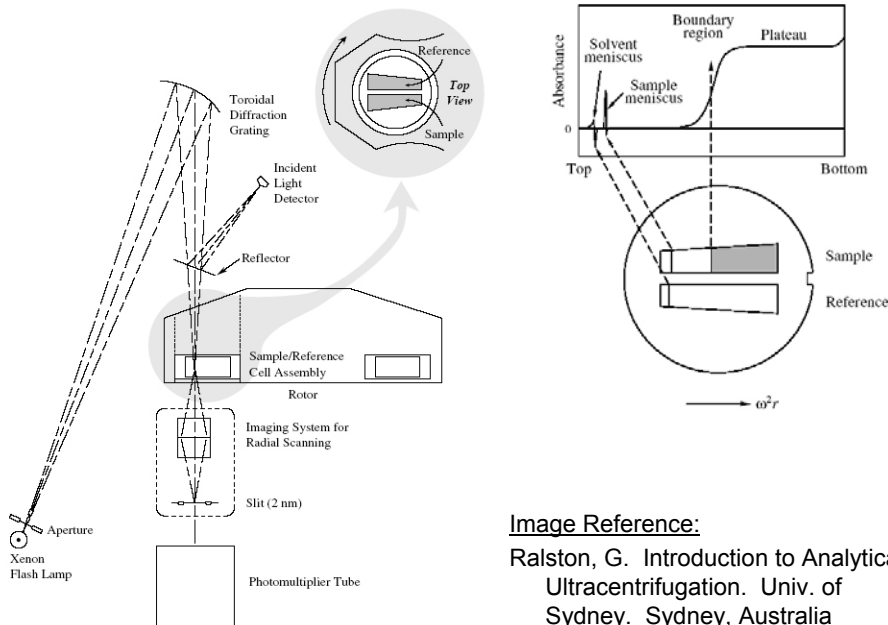 Toroidal
Diffraction
Grating
Incident
Light
Detector
Reflector
Reference
Top
View
Sample
Sample/Reference
Cell Assembly
Rotor
Imaging System for
Radial Scanning
Slit (2 nm)
Aperture
Xenon
Flash Lamp
Photomultiplier Tube
Absorbance
0
Solvent
meniscus
Sample
meniscus
Boundary
region
Plateau
Top
Bottom
Sample
Reference
ω²r
Image Reference:
Ralston, G. Introduction to Analytica
Ultracentrifugation. Univ. of
Sydney. Sydney, Australia